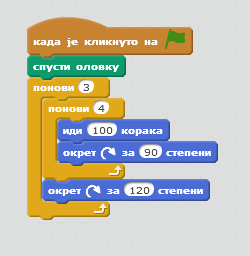 када је кликнуто на
спусти оловку
понови 3
понови 4
иди 100 корака
окрет за 90 степени
окрет за 120 степени